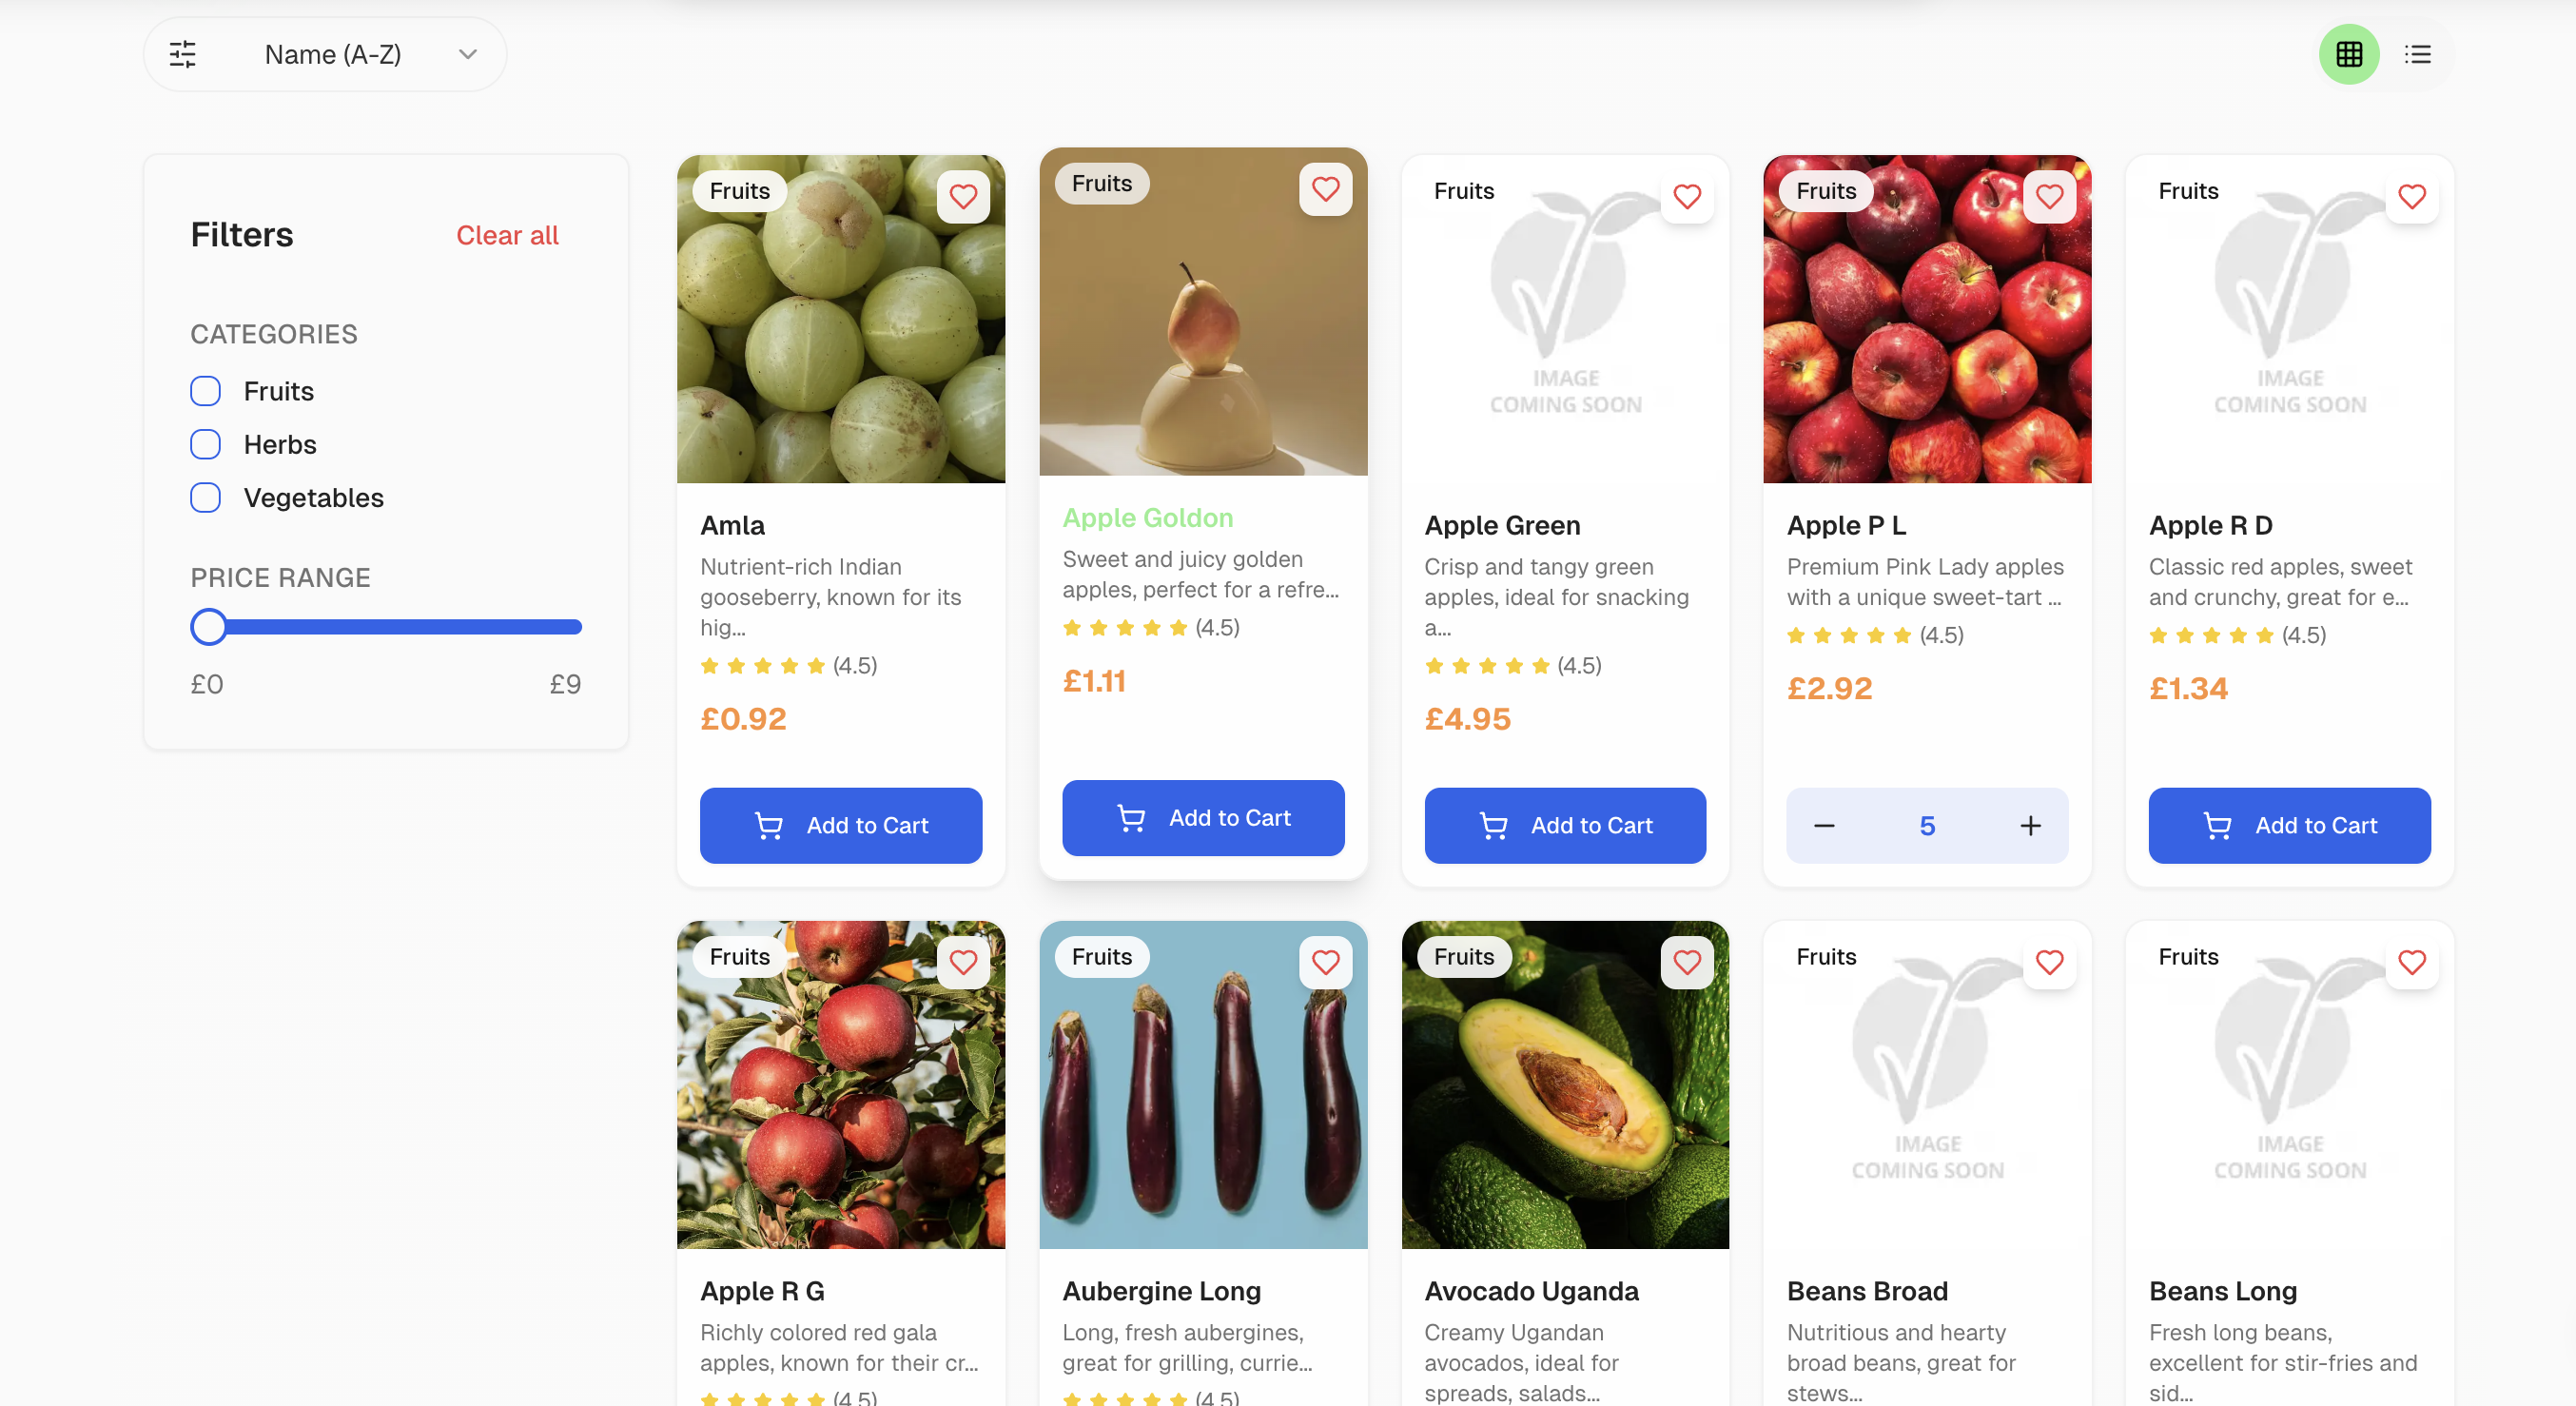 Name (A-Z)
Filters
Clear all
CATEGORIES
Fruits
Herbs
Vegetables
PRICE RANGE
£0
£9
Fruits
Amla
Nutrient-rich Indian
gooseberry, known for its
hig...
(4.5)
£0.92
Add to Cart
Fruits
Apple Goldon
Sweet and juicy golden
apples, perfect for a refre...
(4.5)
£1.11
Add to Cart
Fruits
IMAGE
COMING SOON
Apple Green
Crisp and tangy green
apples, ideal for snacking
a...
(4.5)
£4.95
Add to Cart
Fruits
Apple P L
Premium Pink Lady apples
with a unique sweet-tart ...
(4.5)
£2.92
5
Fruits
IMAGE
COMING SOON
Apple R D
Classic red apples, sweet
and crunchy, great for e...
(4.5)
£1.34
Add to Cart
Fruits
Apple R G
Richly colored red gala
apples, known for their cr...
(4.5)
Fruits
Aubergine Long
Long, fresh aubergines,
great for grilling, currie...
(4.5)
Fruits
Avocado Uganda
Creamy Ugandan
avocados, ideal for
spreads, salads...
Fruits
IMAGE
COMING SOON
Beans Broad
Nutritious and hearty
broad beans, great for
stews...
Fruits
IMAGE
COMING SOON
Beans Long
Fresh long beans,
excellent for stir-fries and
sid...